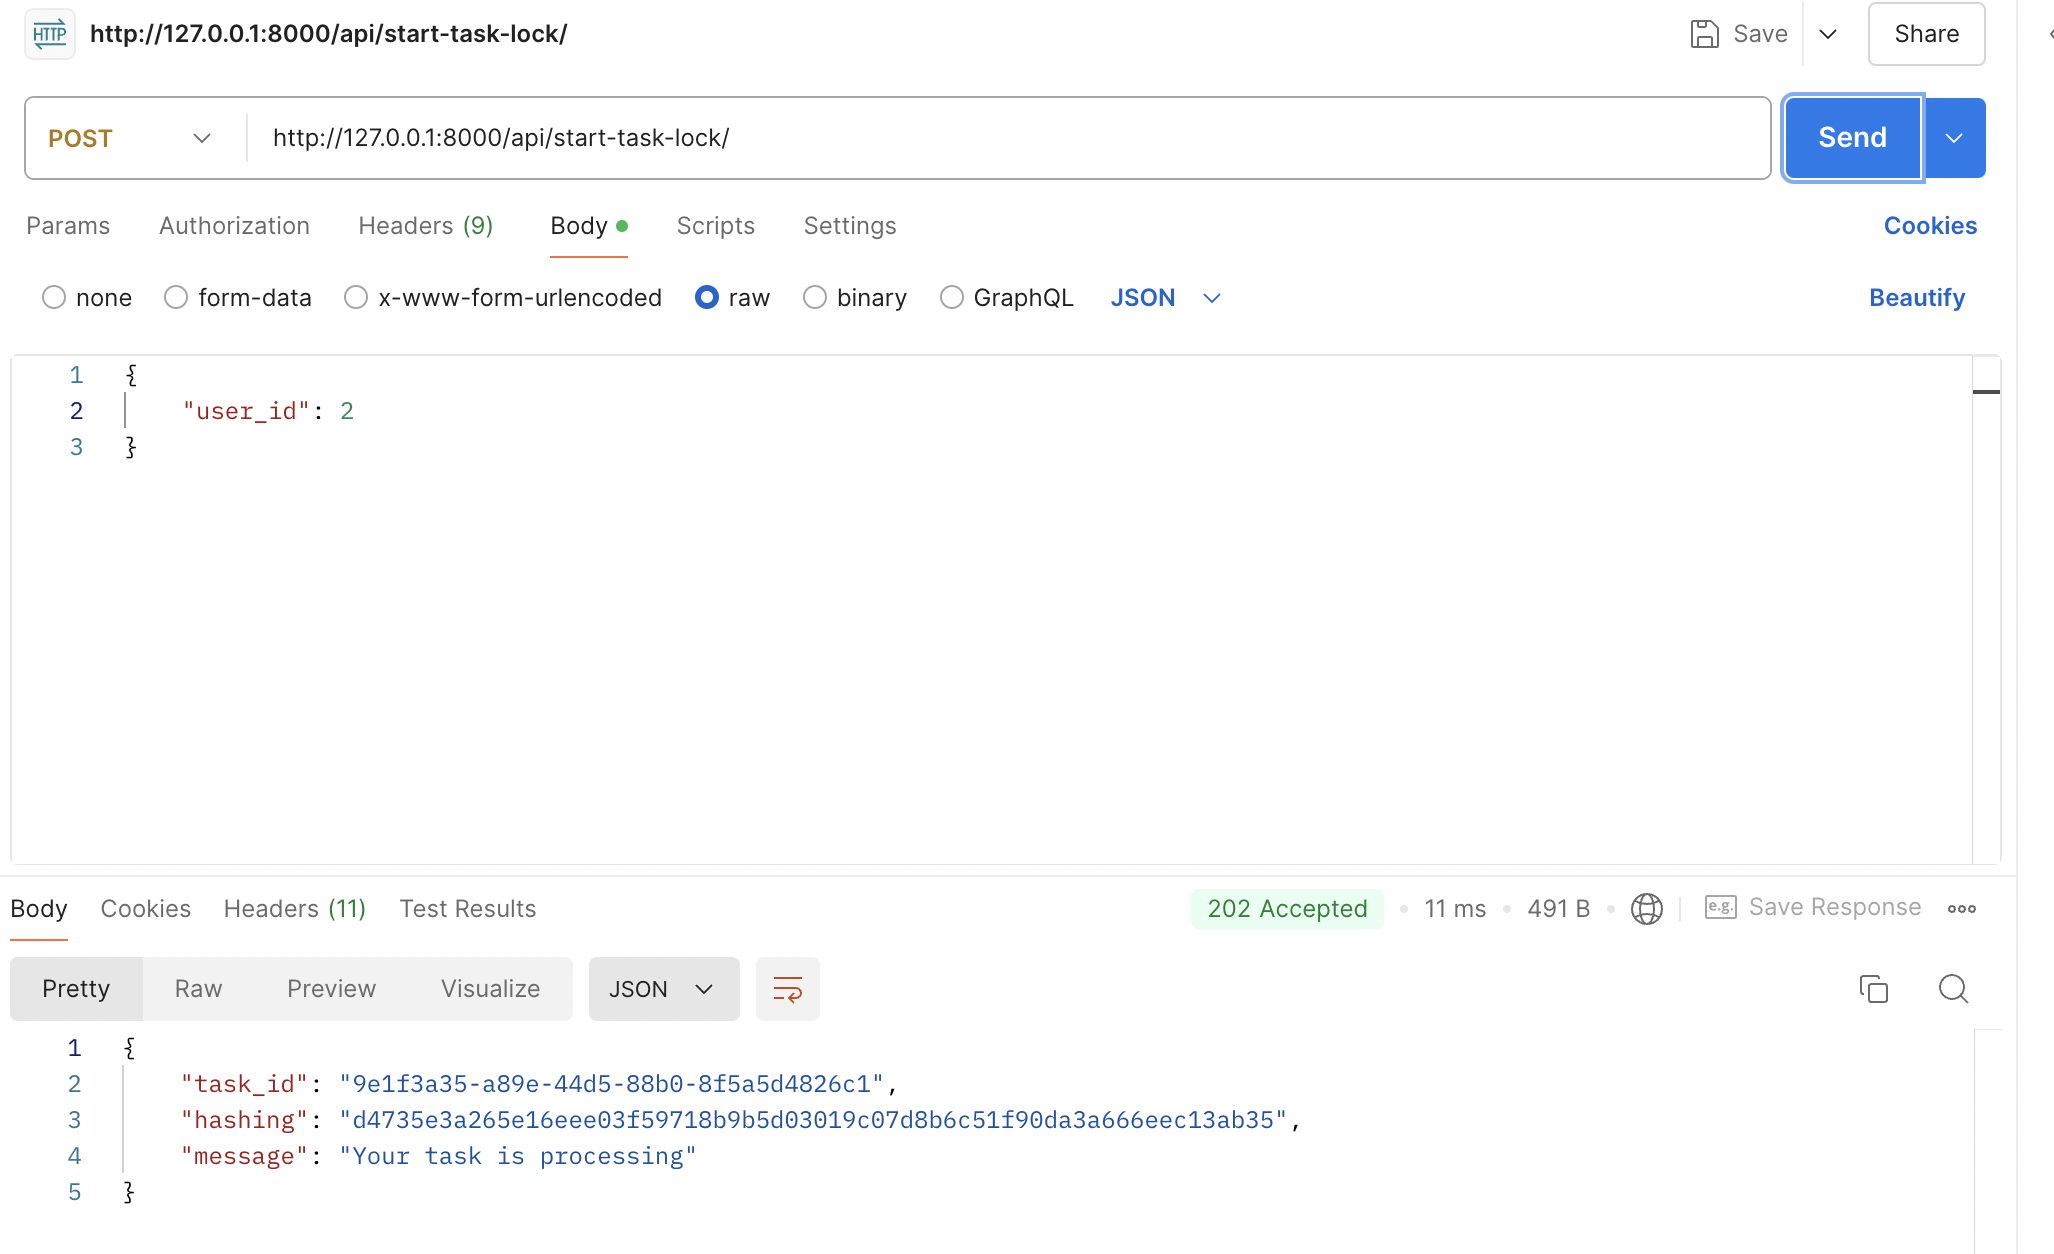 HTTP http://127.0.0.1:8000/api/start-task-lock/ Save Share
POST http://127.0.0.1:8000/api/start-task-lock/ Send
Params Authorization Headers (9) Body Scripts Settings Cookies
none form-data x-www-form-urlencoded raw binary GraphQL JSON Beautify
1 {
2 "user_id": 2
3 }
Body Cookies Headers (11) Test Results 202 Accepted • 11 ms • 491 B • e.g. Save Response
Pretty Raw Preview Visualize JSON
1 {
2 "task_id": "9e1f3a35-a89e-44d5-88b0-8f5a5d4826c1",
3 "hashing": "d4735e3a265e16eee03f59718b9b5d03019c07d8b6c51f90da3a666eec13ab35",
4 "message": "Your task is processing"
5 }